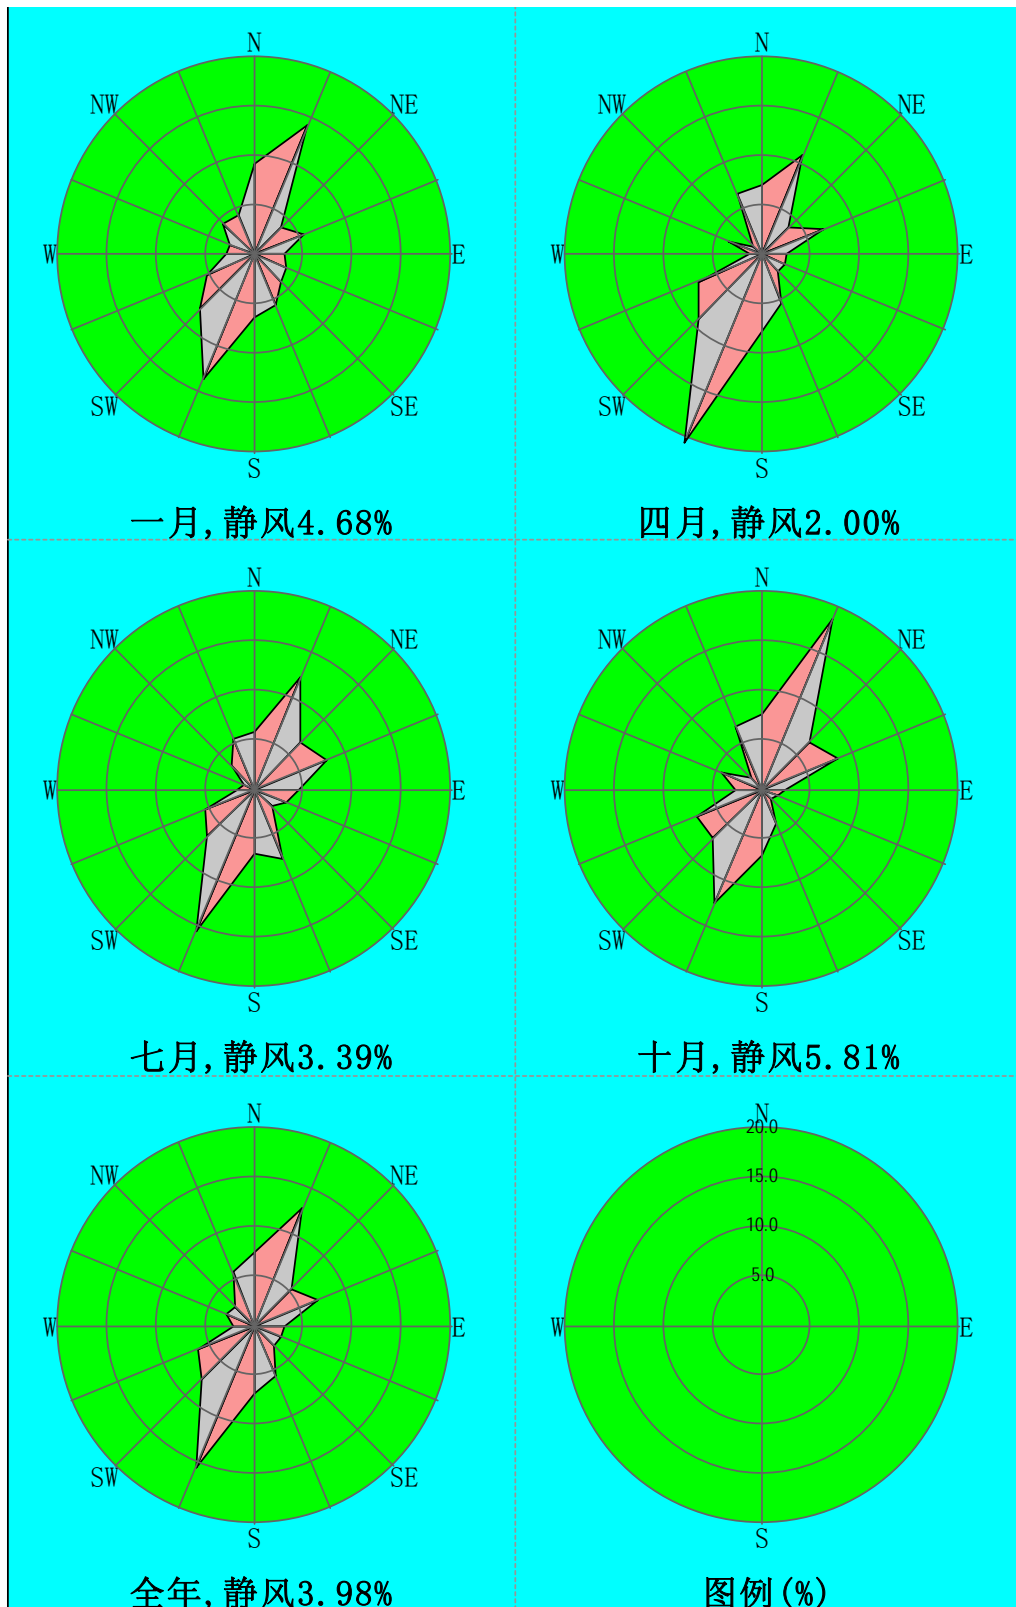 N N
NW NE NW NE
W E W E
SW SE SW SE
S S
一月,静风4.68% 四月,静风2.00%
N N
NW NE NW NE
W E W E
SW SE SW SE
S S
七月,静风3.39% 十月,静风5.81%
N N
20.0
NW NE 15.0
10.0
5.0
W E W E
SW SE
S S
全年,静风3.98% 图例(%)